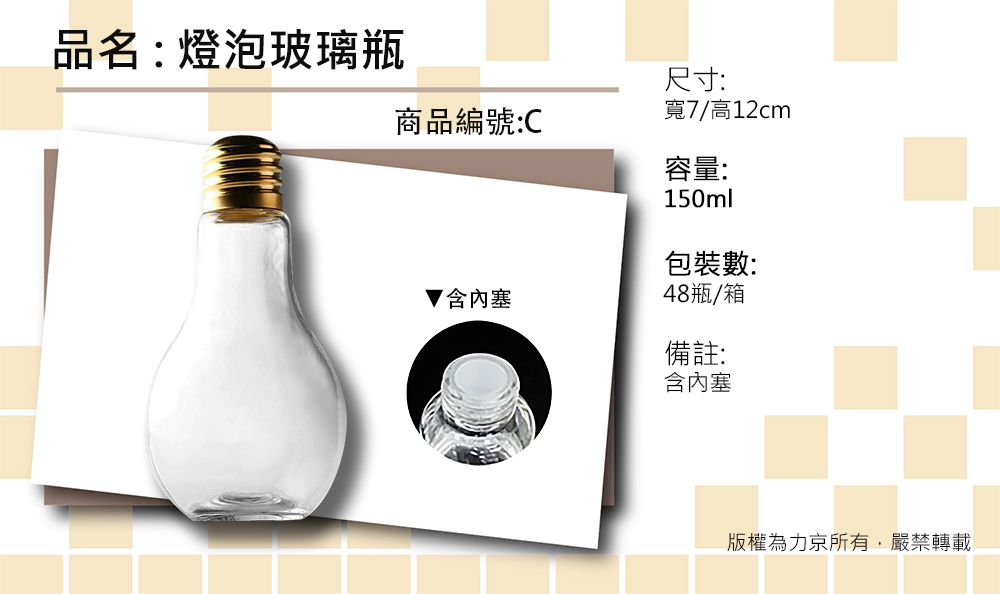 品名 : 燈泡玻璃瓶
商品編號:C
▼含內塞
尺寸:
寬7/高12cm
容量:
150ml
包裝數:
48瓶/箱
備註:
含內塞
版權為力京所有，嚴禁轉載